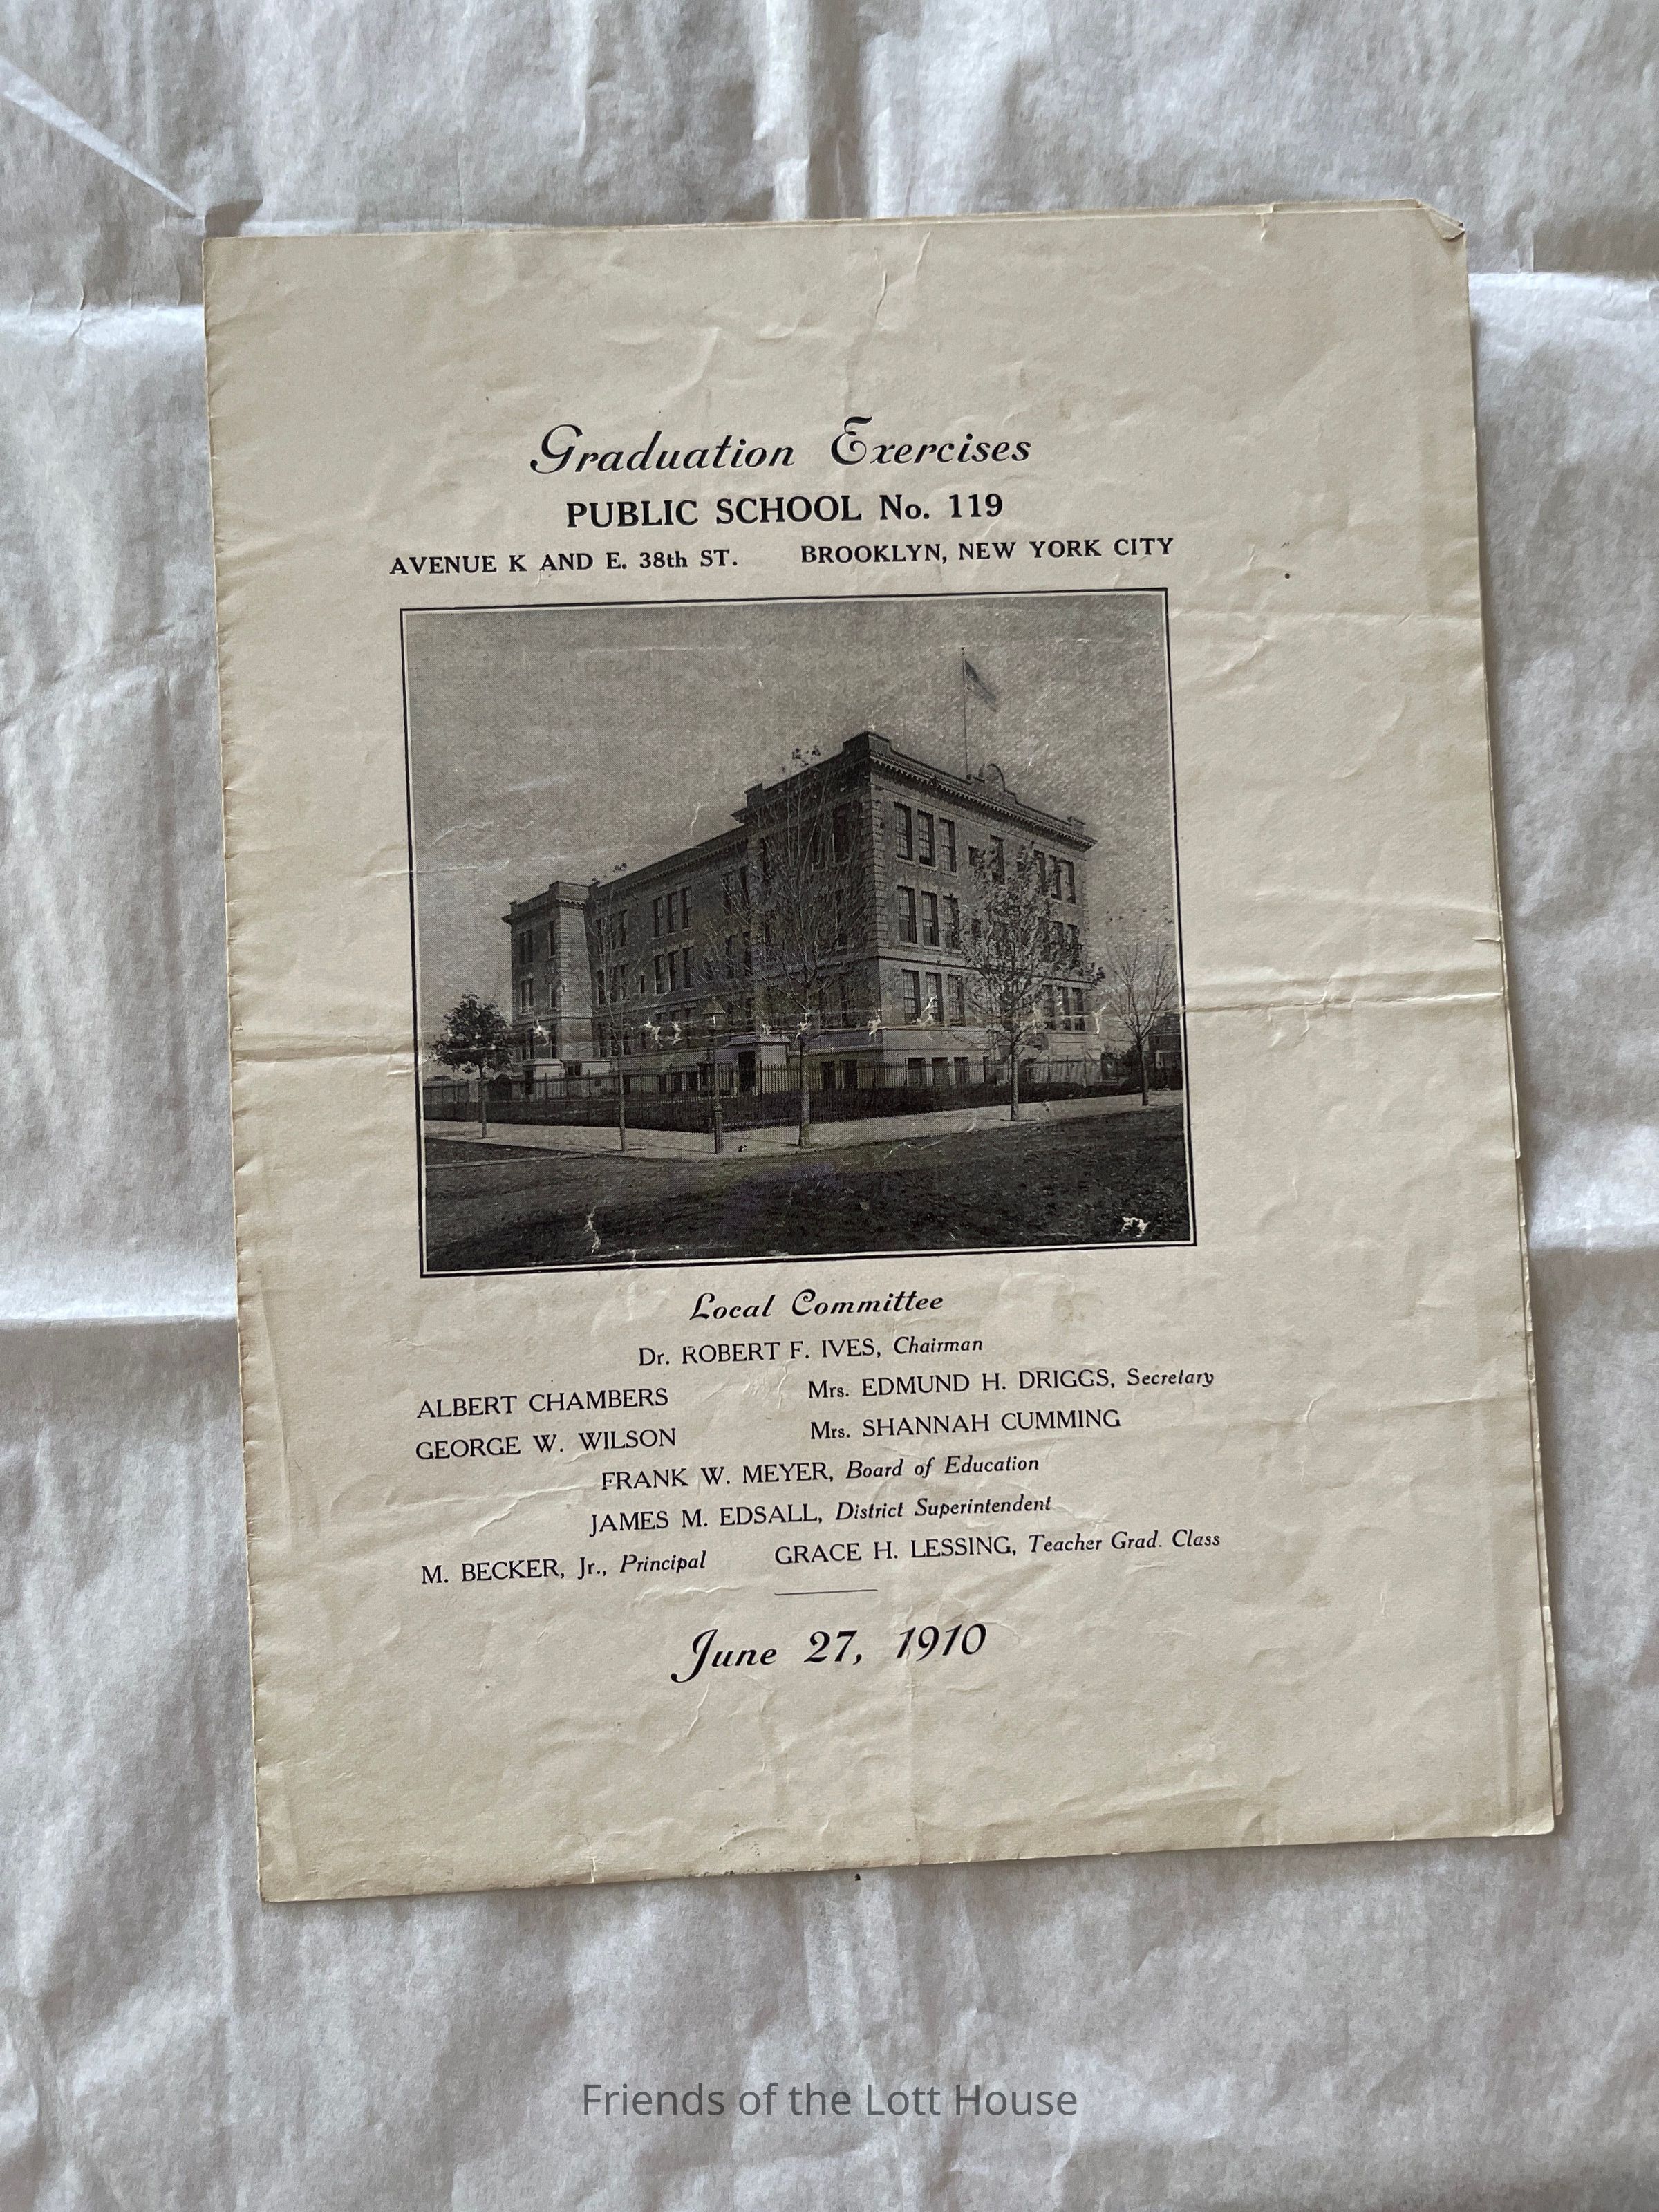 Graduation Exercises
PUBLIC SCHOOL No. 119
AVENUE K AND E. 38th ST. BROOKLYN, NEW YORK CITY
Local Committee
Dr. ROBERT F. IVES, Chairman
ALBERT CHAMBERS Mrs. EDMUND H. DRIGGS, Secretary
GEORGE W. WILSON Mrs. SHANNAH CUMMING
FRANK W. MEYER, Board of Education
JAMES M. EDSALL, District Superintendent
M. BECKER, Jr., Principal GRACE H. LESSING, Teacher Grad. Class
June 27, 1910
Friends of the Lott House